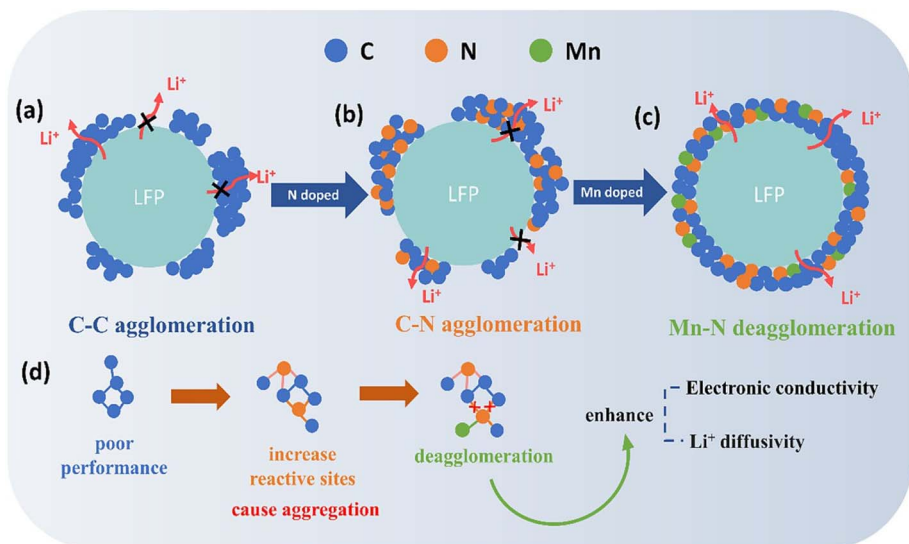 C N Mn
(a) (b) (c)
Li⁺
Li⁺
Li⁺
LFP
N doped
Li⁺
LFP
Li⁺
Li⁺
Mn doped
Li⁺
Li⁺
LFP
Li⁺
C-C agglomeration
C-N agglomeration
Mn-N deagglomeration
(d)
poor
performance
increase
reactive sites
cause aggregation
++
deagglomeration
enhance
Electronic conductivity
Li⁺ diffusivity